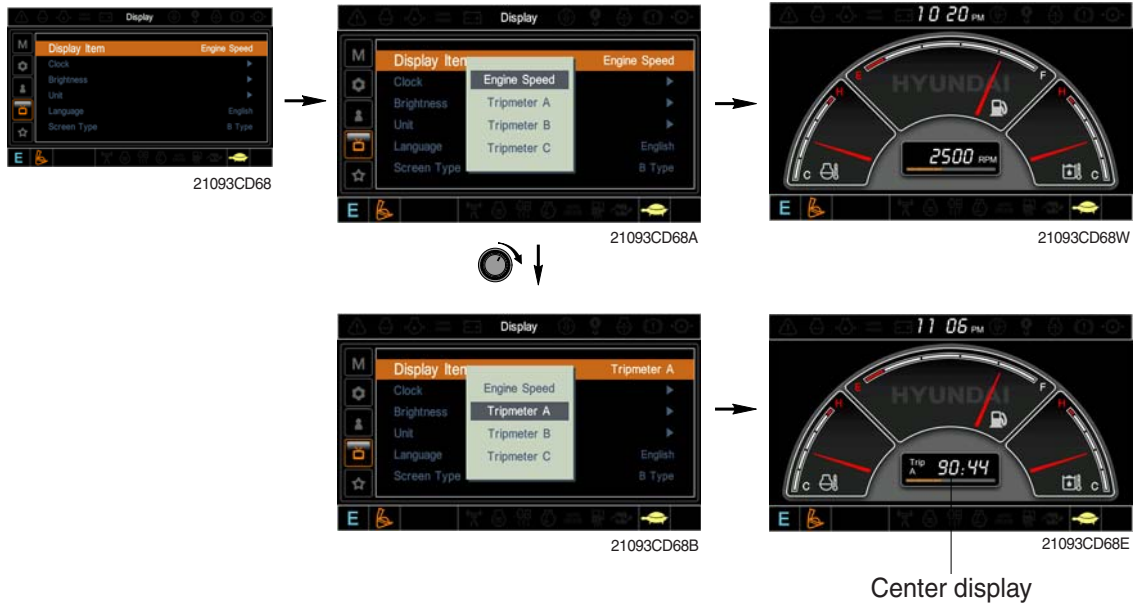 Display
M
Display Item Engine Speed
Clock
Brightness
Unit
Language English
Screen Type B Type
E
21093CD68
Display
M
Display Item Engine Speed
Clock
Brightness
Unit
Language English
Screen Type B Type
Engine Speed
Tripmeter A
Tripmeter B
Tripmeter C
E
21093CD68A
10 20 PM
E F
HYUNDAI
H H
C C
2500 RPM
E
21093CD68W
Display
M
Display Item Tripmeter A
Clock
Brightness
Unit
Language English
Screen Type B Type
Engine Speed
Tripmeter A
Tripmeter B
Tripmeter C
E
21093CD68B
11 06 PM
E F
HYUNDAI
H H
C C
Trip
A 90:44
E
21093CD68E
Center display